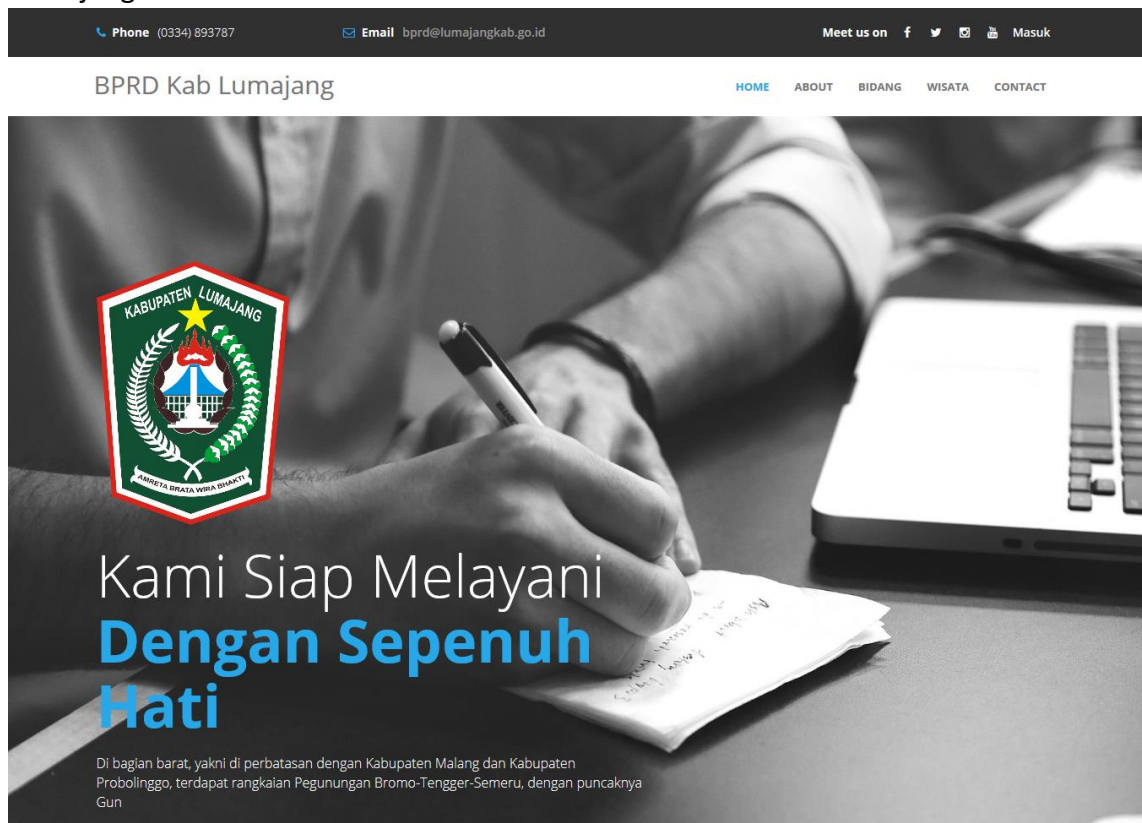 Phone (0334) 893787 Email bprd@lumajangkab.go.id Meet us on Masuk
BPRD Kab Lumajang HOME ABOUT BIDANG WISATA CONTACT
KABUPATEN LUMAJANG
AMRETA BRATA WIRA BHAKTI
Kami Siap Melayani
Dengan Sepenuh
Hati
Di bagian barat, yakni di perbatasan dengan Kabupaten Malang dan Kabupaten
Probolinggo, terdapat rangkaian Pegunungan Bromo-Tengger-Semeru, dengan puncaknya
Gun